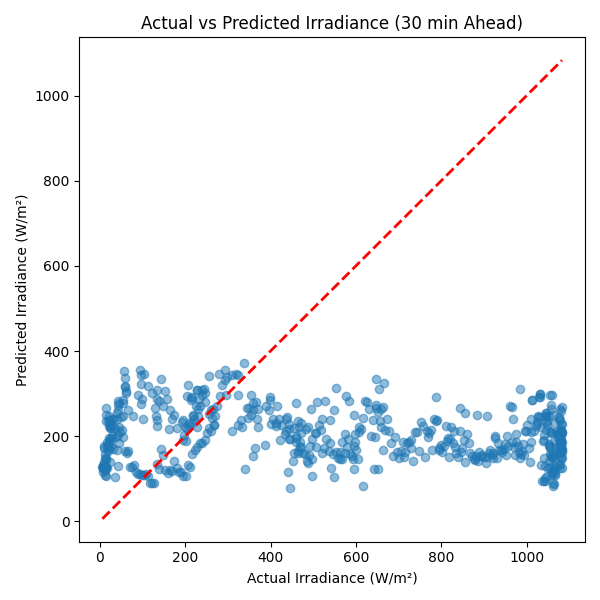 Actual vs Predicted Irradiance (30 min Ahead)
Predicted Irradiance (W/m²)
1000
800
600
400
200
0
0 200 400 600 800 1000
Actual Irradiance (W/m²)